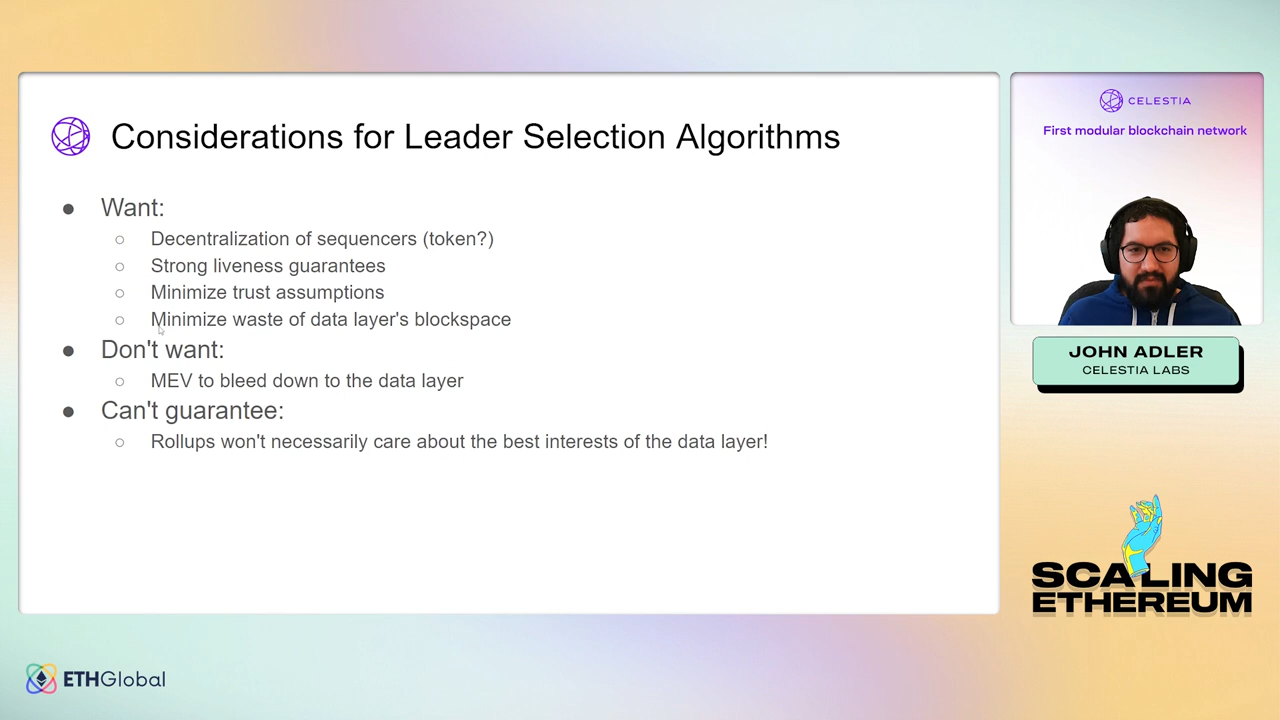 Considerations for Leader Selection Algorithms
● Want:
○ Decentralization of sequencers (token?)
○ Strong liveness guarantees
○ Minimize trust assumptions
○ Minimize waste of data layer's blockspace
● Don't want:
○ MEV to bleed down to the data layer
● Can't guarantee:
○ Rollups won't necessarily care about the best interests of the data layer!
CELESTIA
First modular blockchain network
JOHN ADLER
CELESTIA LABS
SCALING
ETHEREUM
ETHGlobal